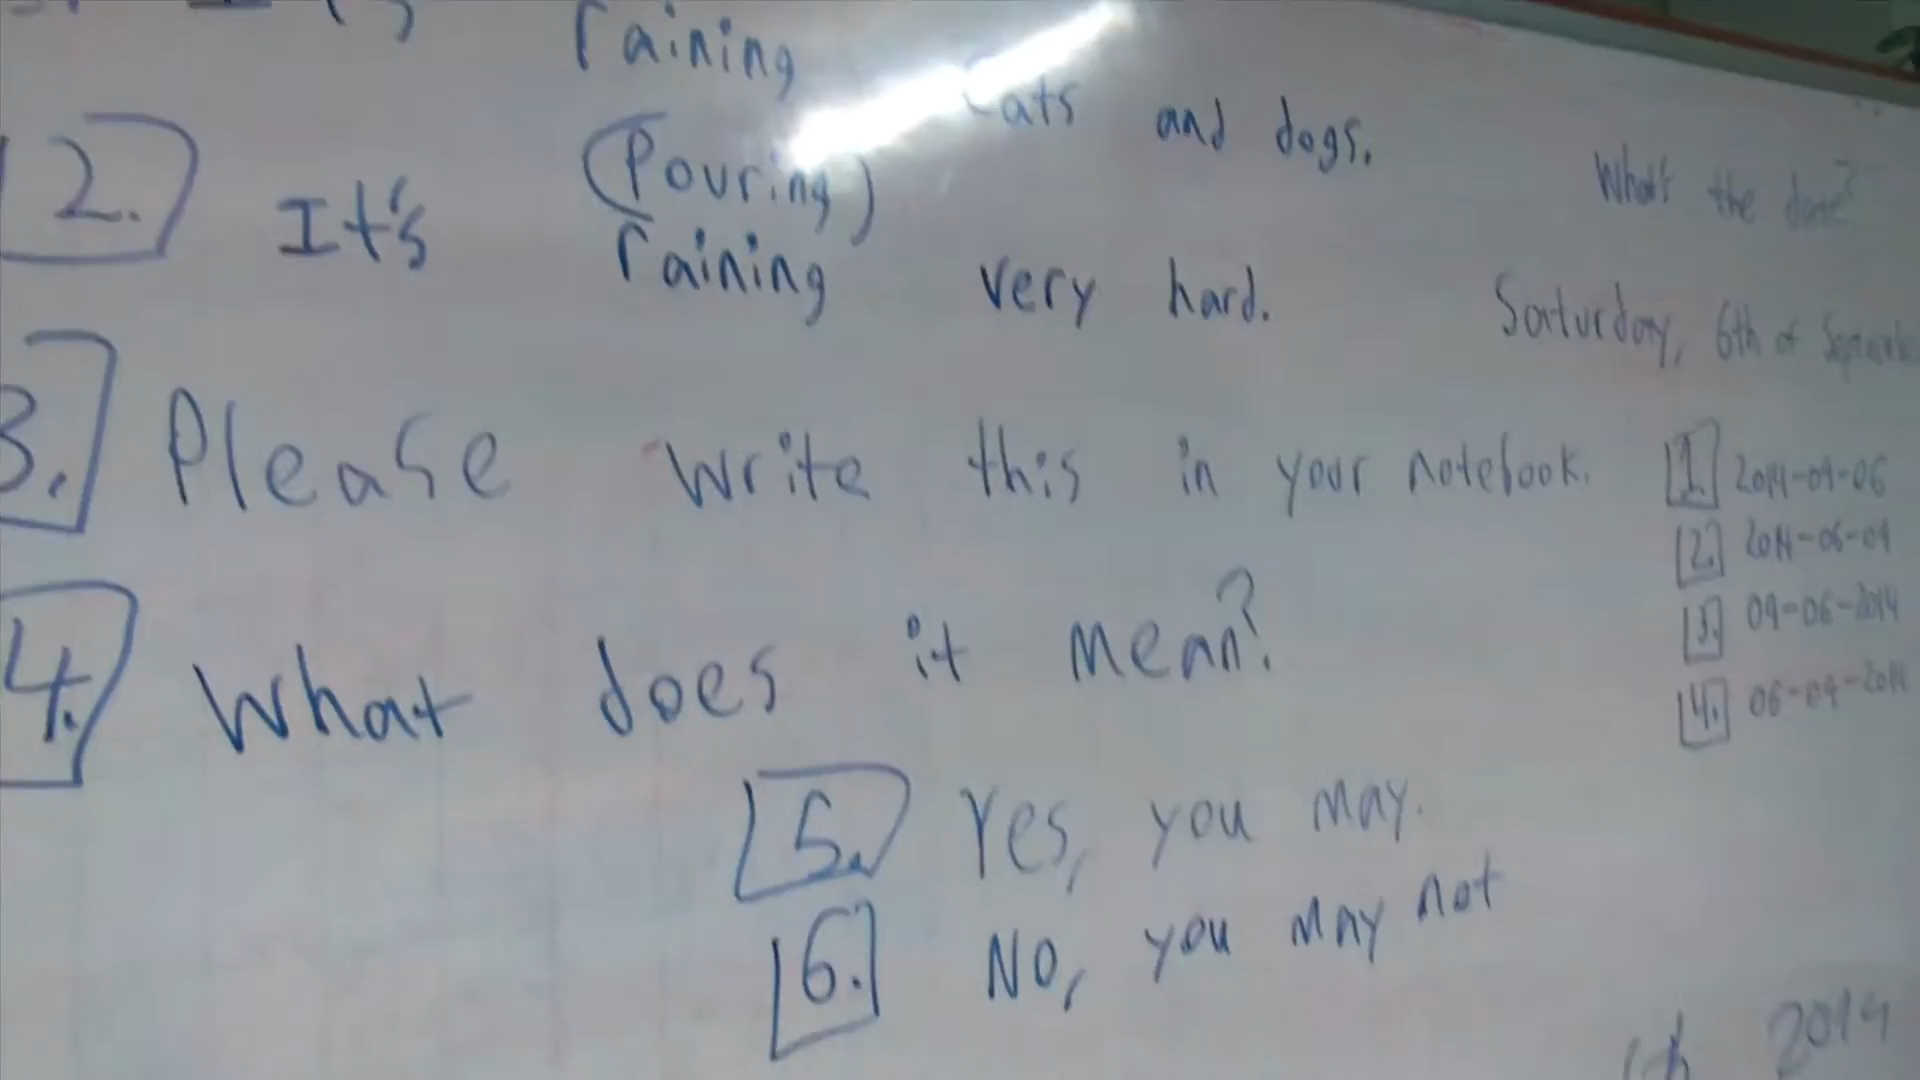 raining cats and dogs.
2. It's (Pouring)
raining very hard.
3. Please write this in your notebook.
4. What does it mean?
5. Yes, you may.
6. No, you may not
What's the date?
Saturday, 6th of
1. 2014-09-06
2. 2014-06-09
3. 09-06-2014
4. 06-09-2014
2014